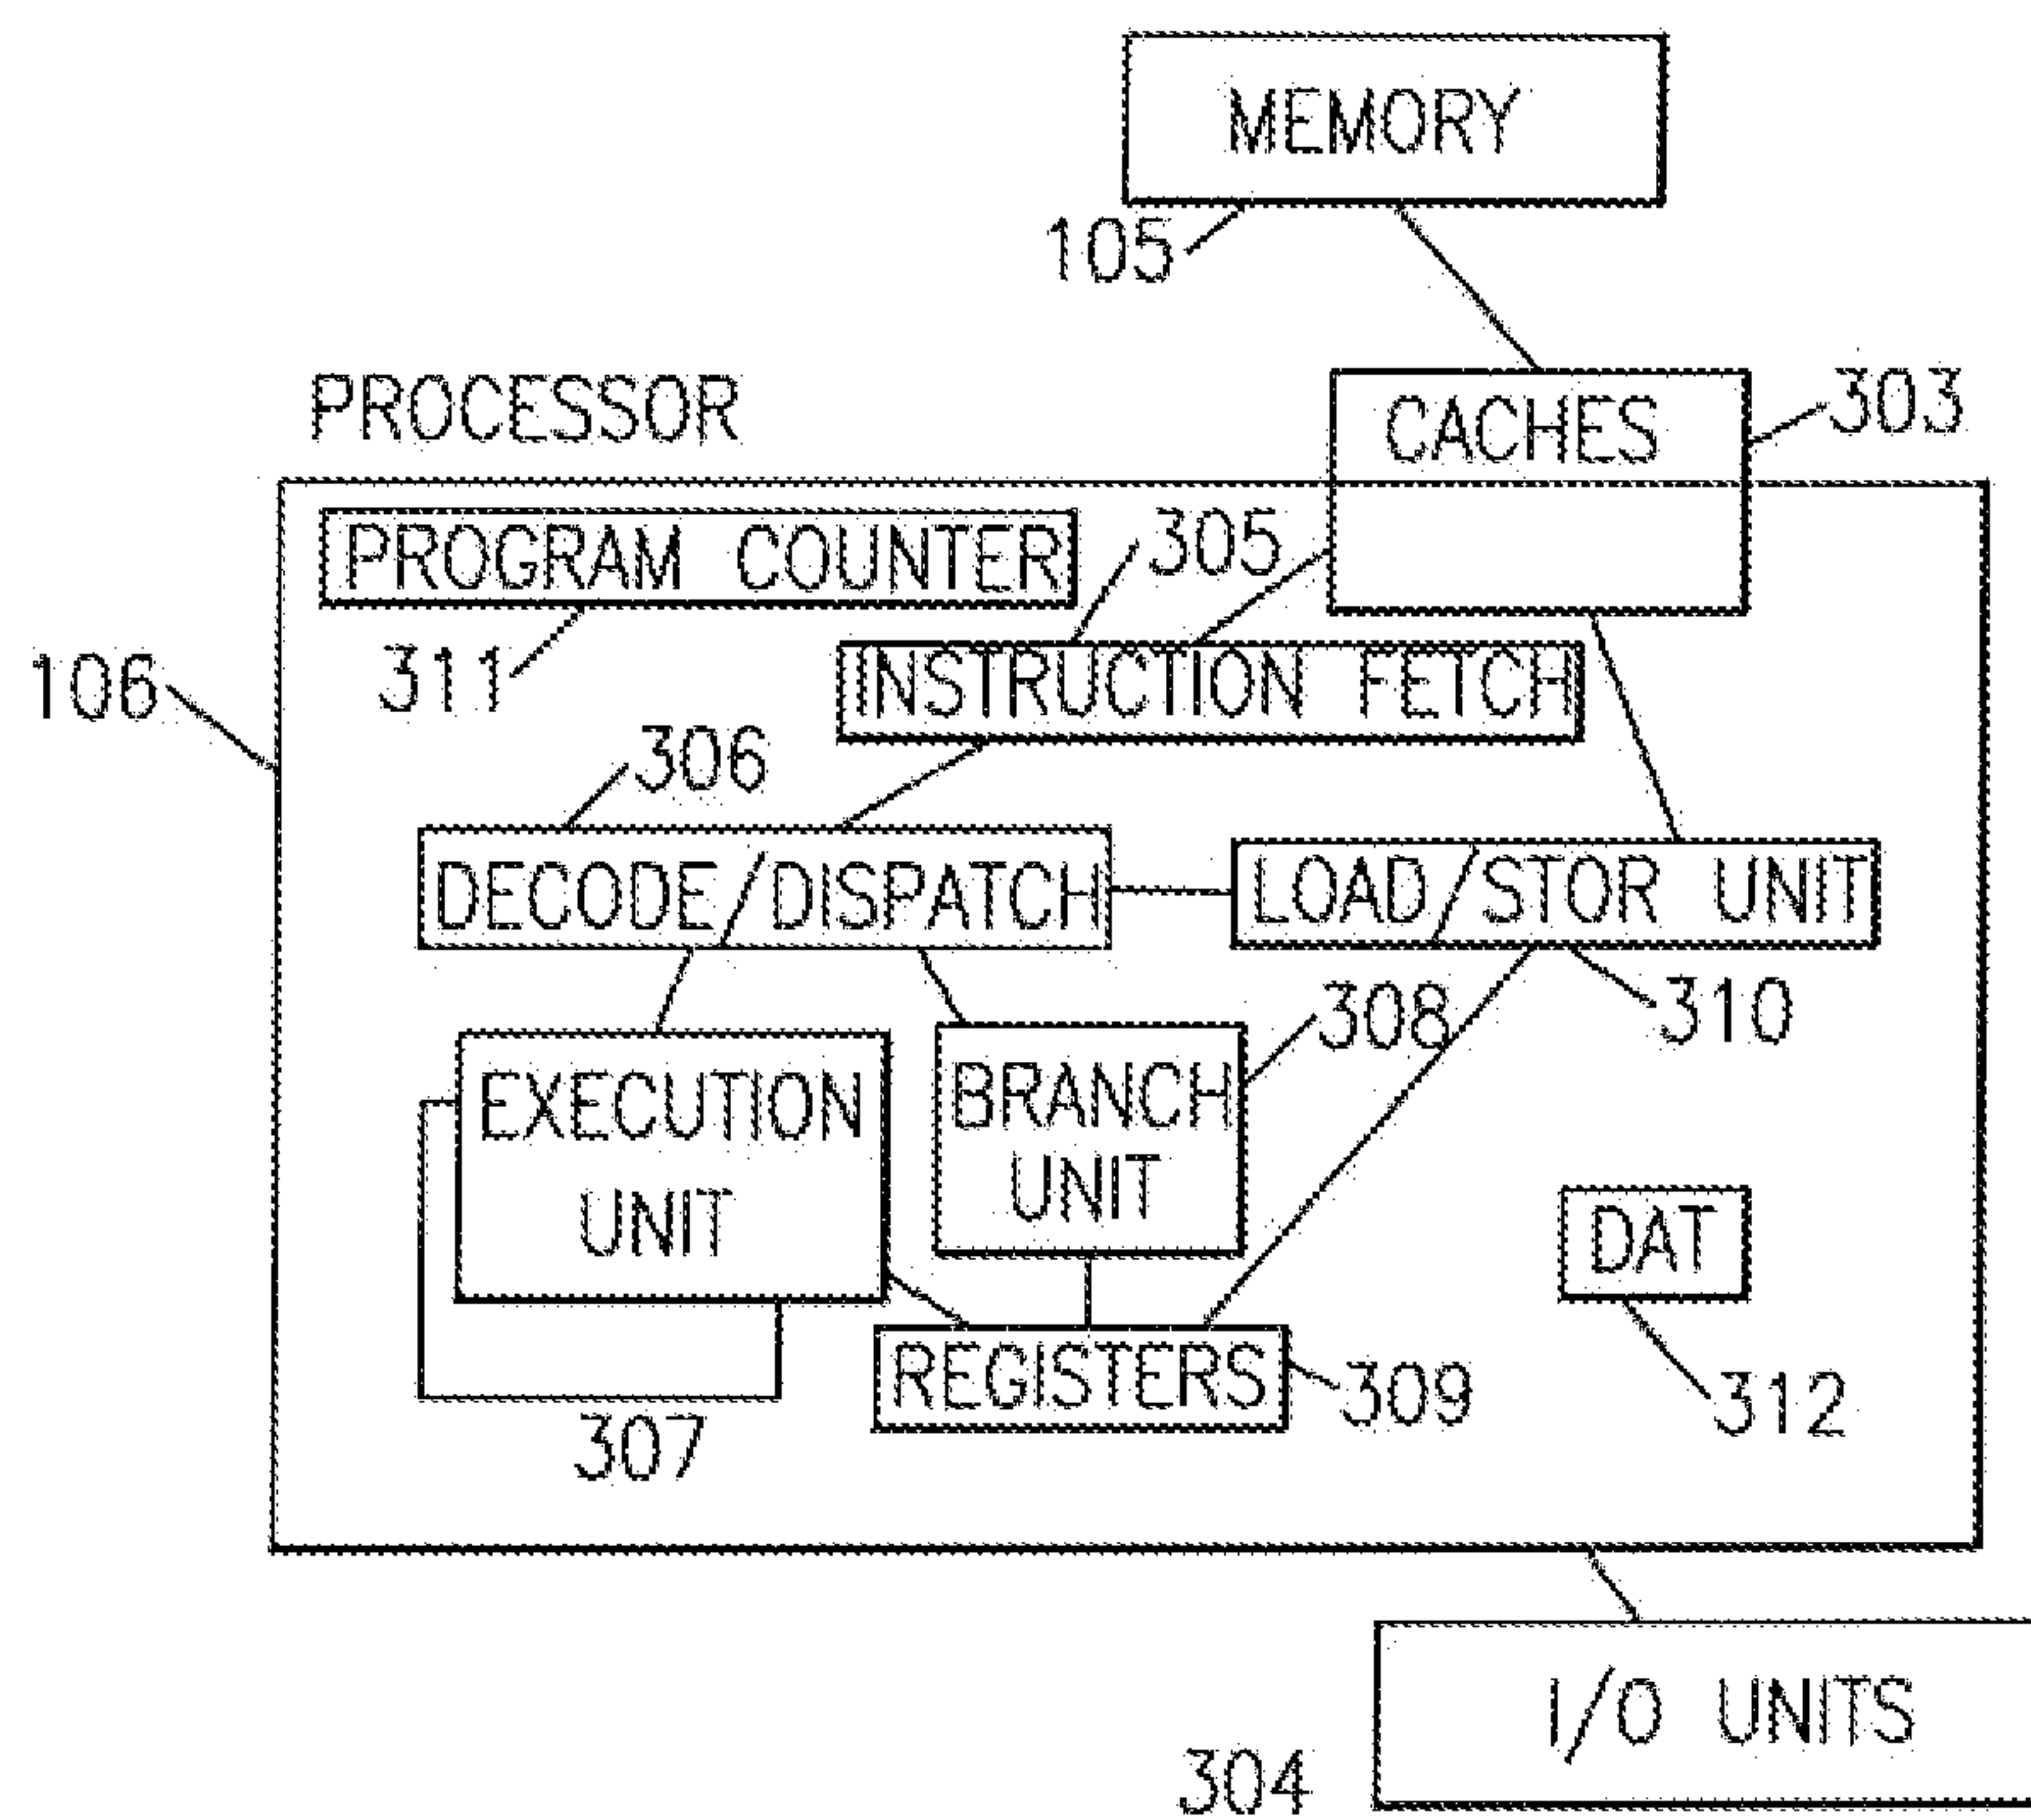 MEMORY
105
PROCESSOR
CACHES
303
PROGRAM COUNTER
305
311
INSTRUCTION FETCH
106
306
DECODE/DISPATCH
LOAD/STOR UNIT
308
310
EXECUTION
UNIT
BRANCH
UNIT
DAT
REGISTERS
309
312
307
I/O UNITS
304